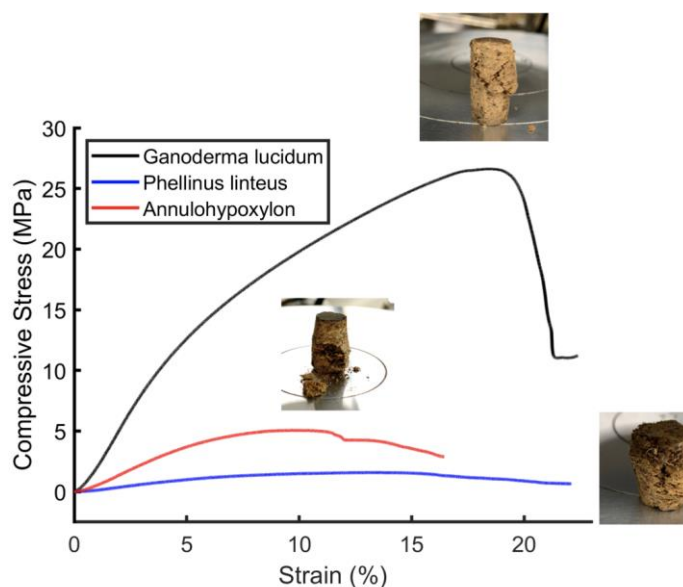 30
25
20
15
10
5
0
Compressive Stress (MPa)
Ganoderma lucidum
Phellinus linteus
Annulohypoxylon
0 5 10 15 20
Strain (%)